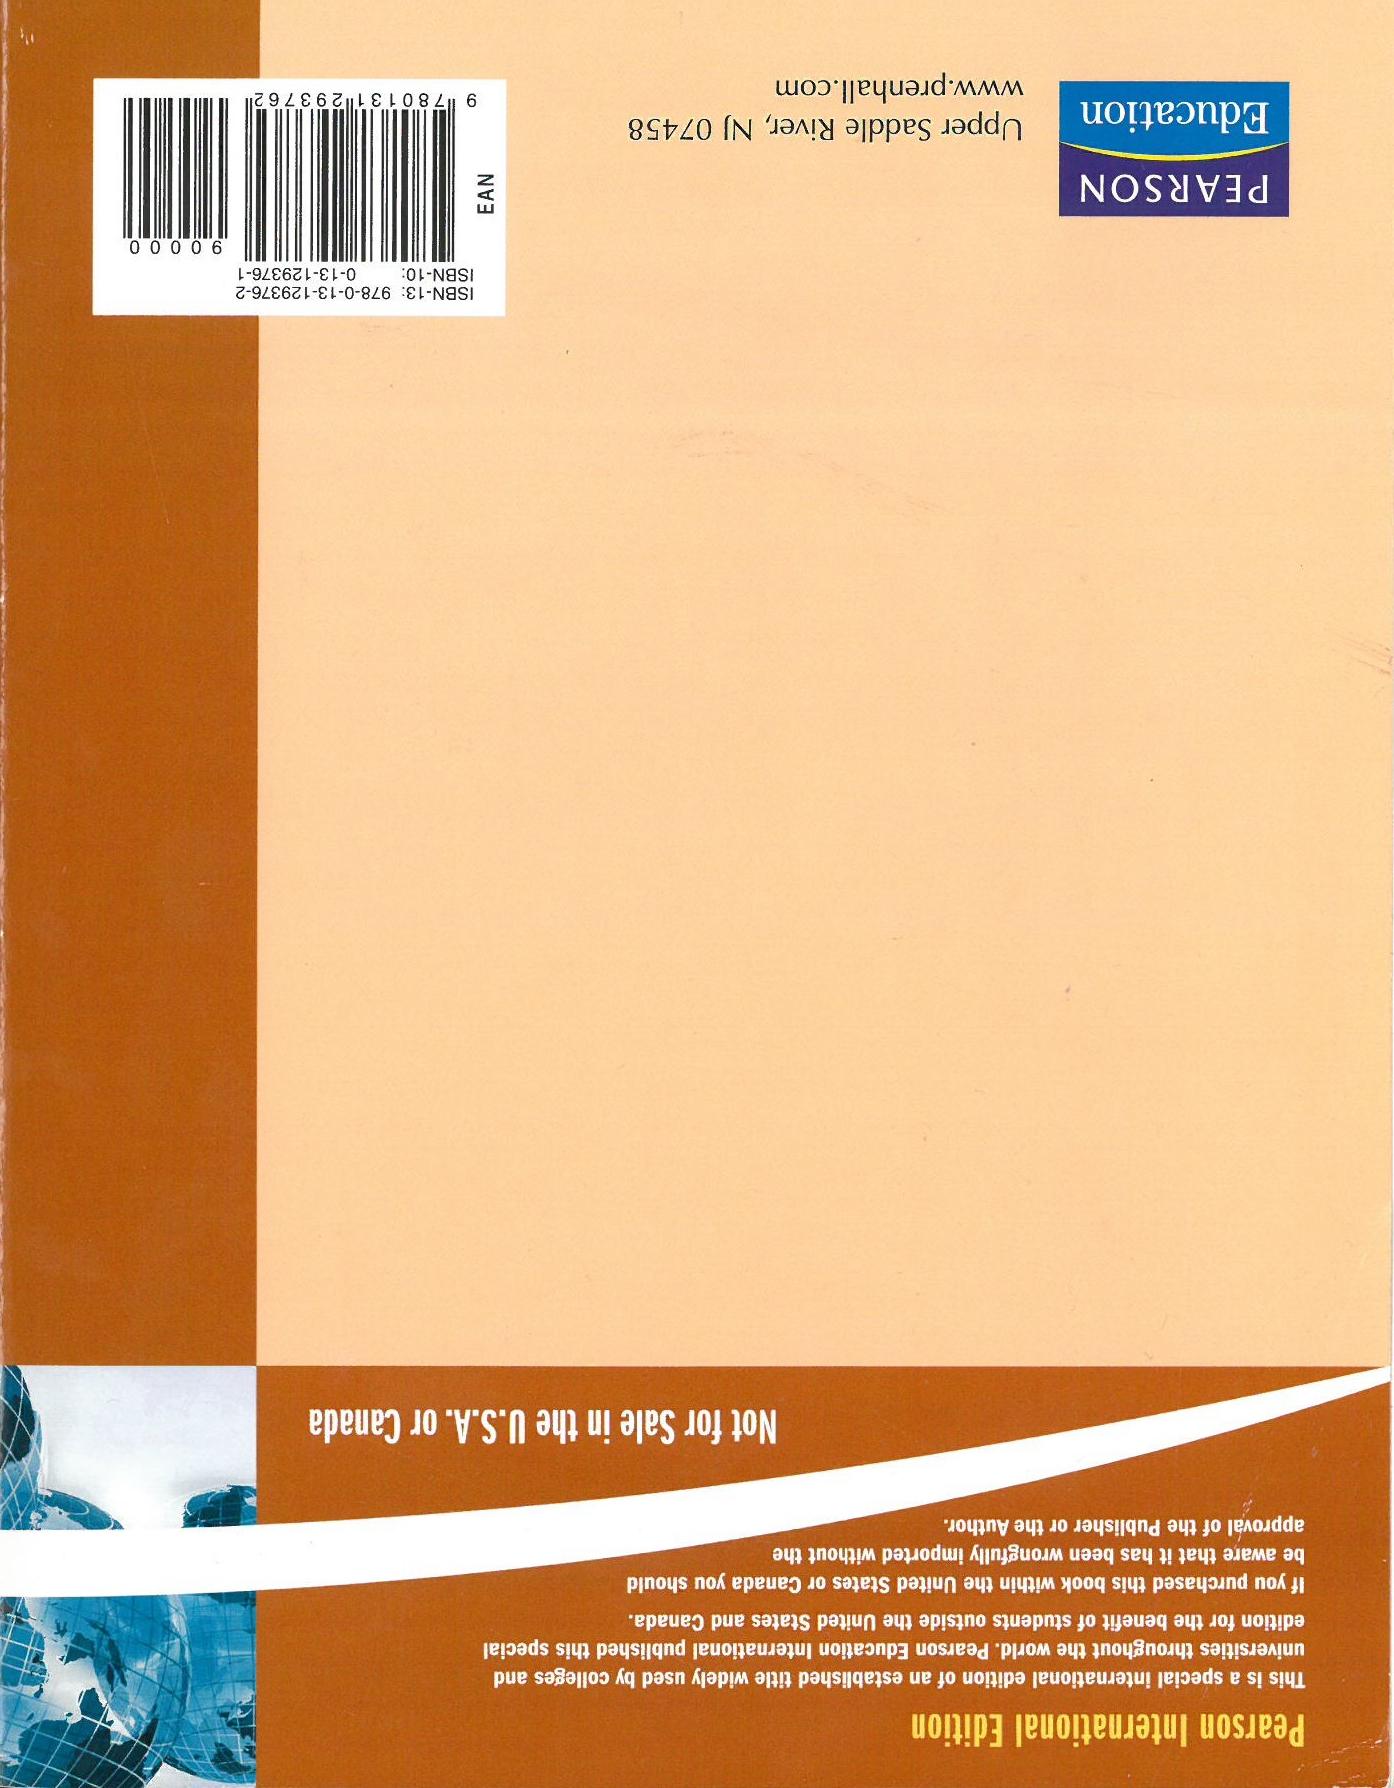 Pearson International Edition
This is a special international edition of an established title widely used by colleges and
universities throughout the world. Pearson Education International published this special
edition for the benefit of students outside the United States and Canada.
If you purchased this book within the United States or Canada you should
be aware that it has been wrongfully imported without the
approval of the Publisher or the Author.
Not for Sale in the U.S.A. or Canada
PEARSON
Education
Upper Saddle River, NJ 07458
www.prenhall.com
ISBN-13: 978-0-13-129376-2
ISBN-10: 0-13-129376-1
90000
EAN
9 780131 293762